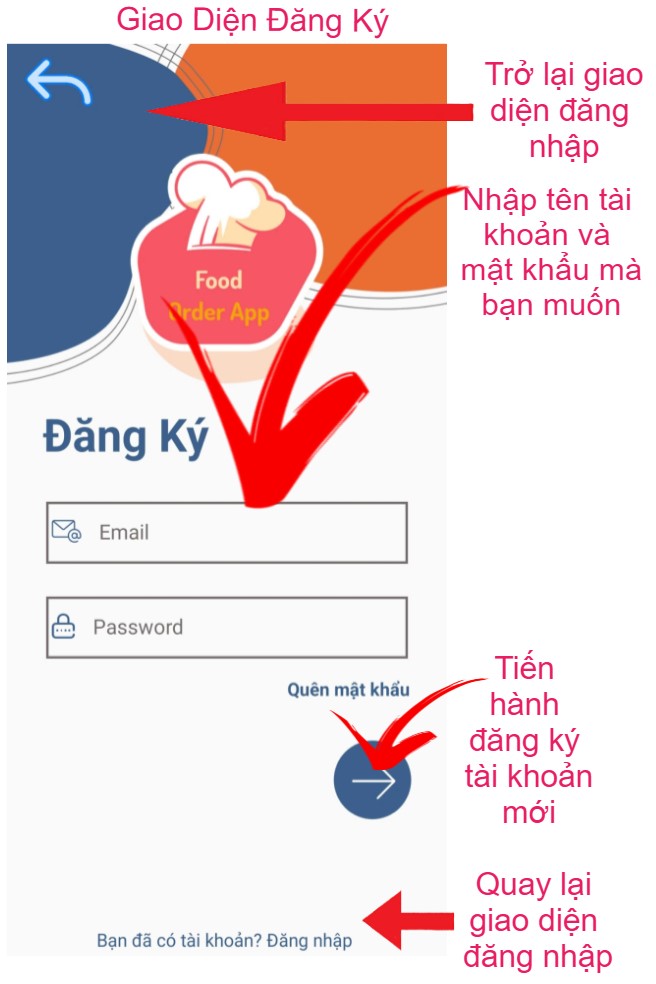 Giao Diện Đăng Ký
Trở lại giao
diện đăng
nhập
Nhập tên tài
khoản và
mật khẩu mà
bạn muốn
Food
Order App
Đăng Ký
Email
Password
Quên mật khẩu
Tiến
hành
đăng ký
tài khoản
mới
Quay lại
giao diện
đăng nhập
Bạn đã có tài khoản? Đăng nhập